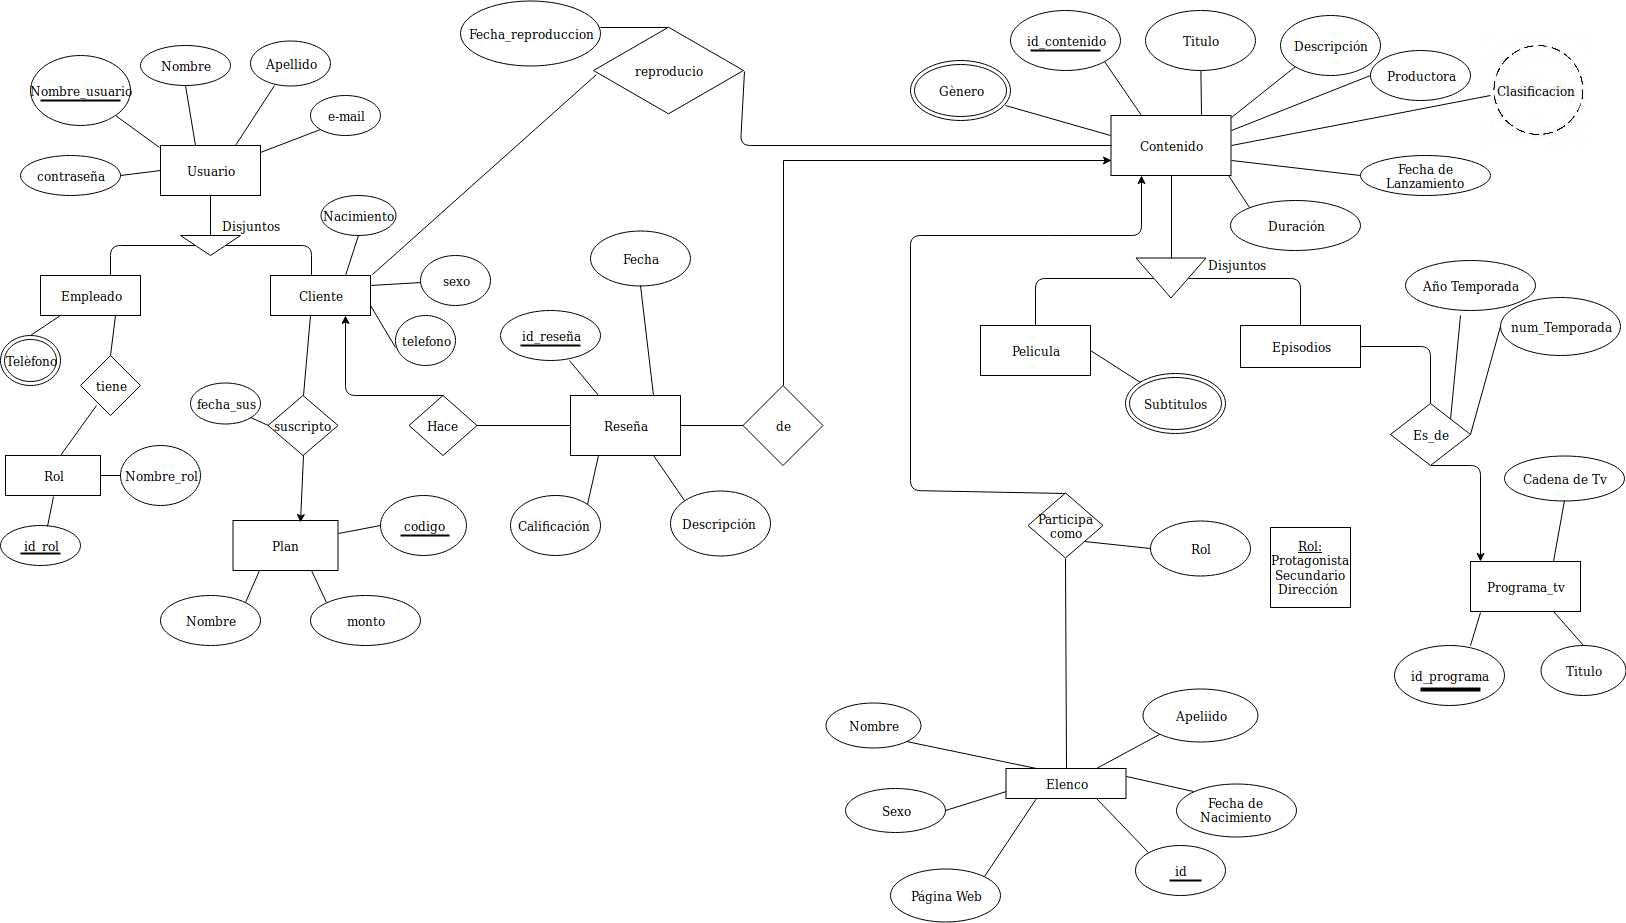 Fecha_reproduccion
reproducio
id_contenido
Titulo
Descripción
Productora
Clasificacion
Gènero
Contenido
Fecha de
Lanzamiento
Duración
Nombre_usuario
Nombre
Apellido
e-mail
contraseña
Usuario
Disjuntos
Nacimiento
Empleado
Cliente
sexo
telefono
Telèfono
tiene
fecha_sus
suscripto
Rol
Nombre_rol
id_rol
Plan
codigo
Nombre
monto
Hace
Fecha
id_reseña
Reseña
de
Calificación
Descripción
Disjuntos
Pelicula
Subtitulos
Episodios
Año Temporada
num_Temporada
Es_de
Cadena de Tv
Programa_tv
id_programa
Titulo
Participa
como
Rol
Rol:
Protagonista
Secundario
Dirección
Nombre
Apeliido
Elenco
Sexo
Fecha de
Nacimiento
id
Página Web